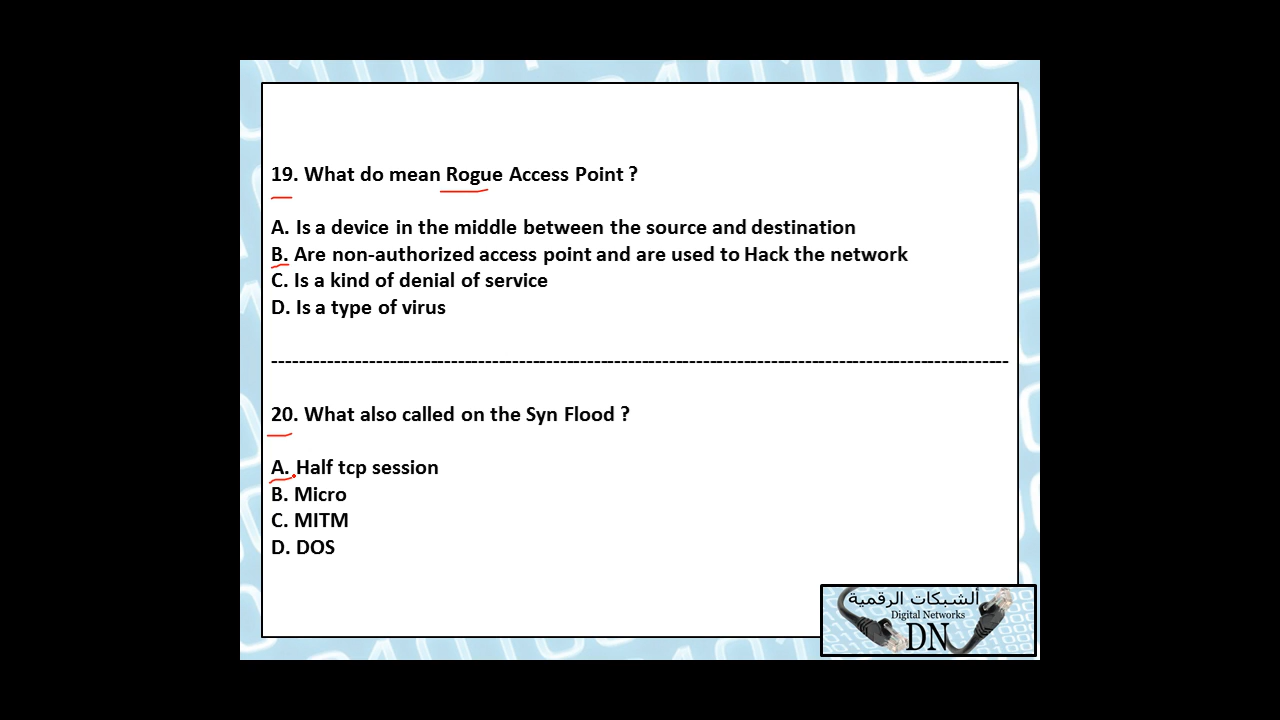 19. What do mean Rogue Access Point ?
A. Is a device in the middle between the source and destination
B. Are non-authorized access point and are used to Hack the network
C. Is a kind of denial of service
D. Is a type of virus
--------------------------------------------------------------------------------------------------------
20. What also called on the Syn Flood ?
A. Half tcp session
B. Micro
C. MITM
D. DOS
ألشبكات الرقمية
Digital Networks
DN